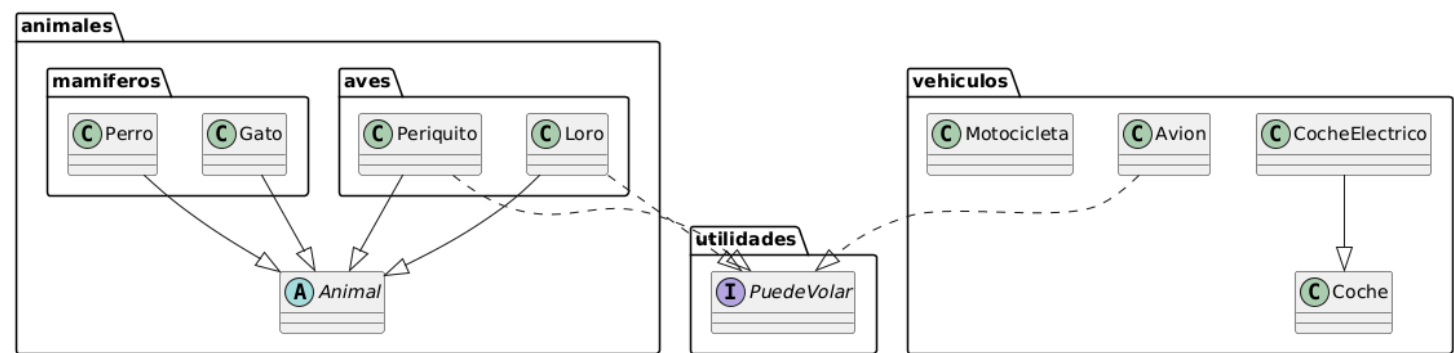 animales
mamiferos
aves
vehiculos
C Perro
C Gato
C Periquito
C Loro
C Motocicleta
C Avion
C CocheElectrico
utilidades
A Animal
I PuedeVolar
C Coche